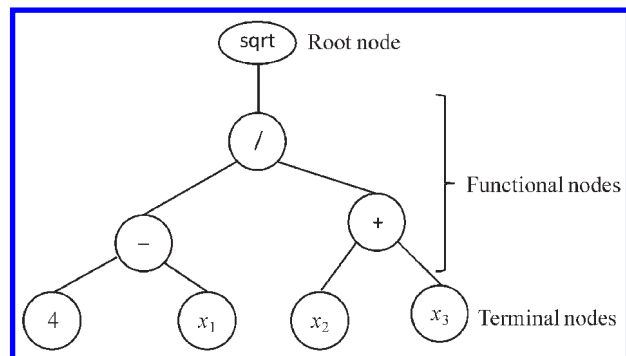 sqrt Root node
/
Functional nodes
+
−
4 x₁ x₂ x₃ Terminal nodes